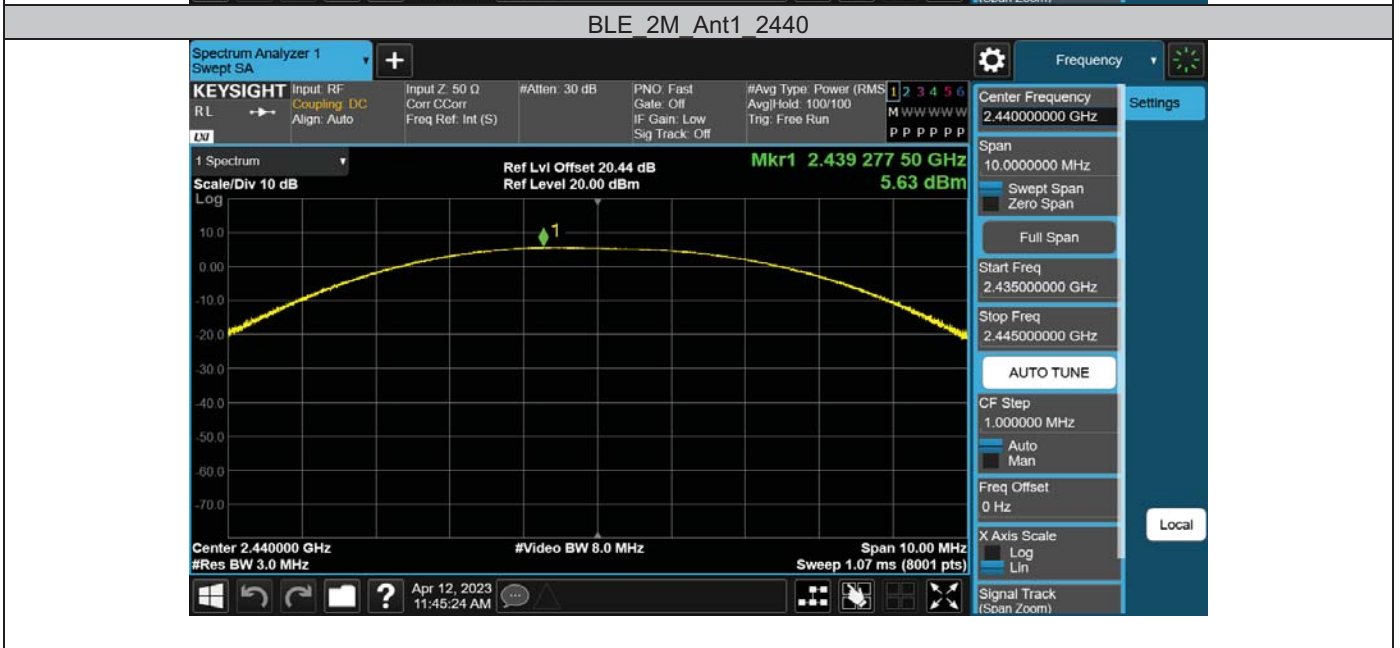 (Span Zoom)
BLE_2M_Ant1_2440
Spectrum Analyzer 1
Swept SA
+
Frequency
KEYSIGHT
RL
LXI
Input: RF
Coupling: DC
Align: Auto
Input Z: 50 Ω
Corr CCorr
Freq Ref: Int (S)
#Atten: 30 dB
PNO: Fast
Gate: Off
IF Gain: Low
Sig Track: Off
#Avg Type: Power (RMS
Avg|Hold: 100/100
Trig: Free Run
1 2 3 4 5 6
M W W W W W
P P P P P P
Center Frequency
2.440000000 GHz
Settings
Span
10.0000000 MHz
Swept Span
Zero Span
Full Span
Start Freq
2.435000000 GHz
Stop Freq
2.445000000 GHz
AUTO TUNE
CF Step
1.000000 MHz
Auto
Man
Freq Offset
0 Hz
X Axis Scale
Log
Lin
Signal Track
(Span Zoom)
Local
1 Spectrum
Scale/Div 10 dB
Log
Ref Lvl Offset 20.44 dB
Ref Level 20.00 dBm
Mkr1 2.439 277 50 GHz
5.63 dBm
1
10.0
0.00
-10.0
-20.0
-30.0
-40.0
-50.0
-60.0
-70.0
Center 2.440000 GHz
#Res BW 3.0 MHz
#Video BW 8.0 MHz
Span 10.00 MHz
Sweep 1.07 ms (8001 pts)
?
Apr 12, 2023
11:45:24 AM